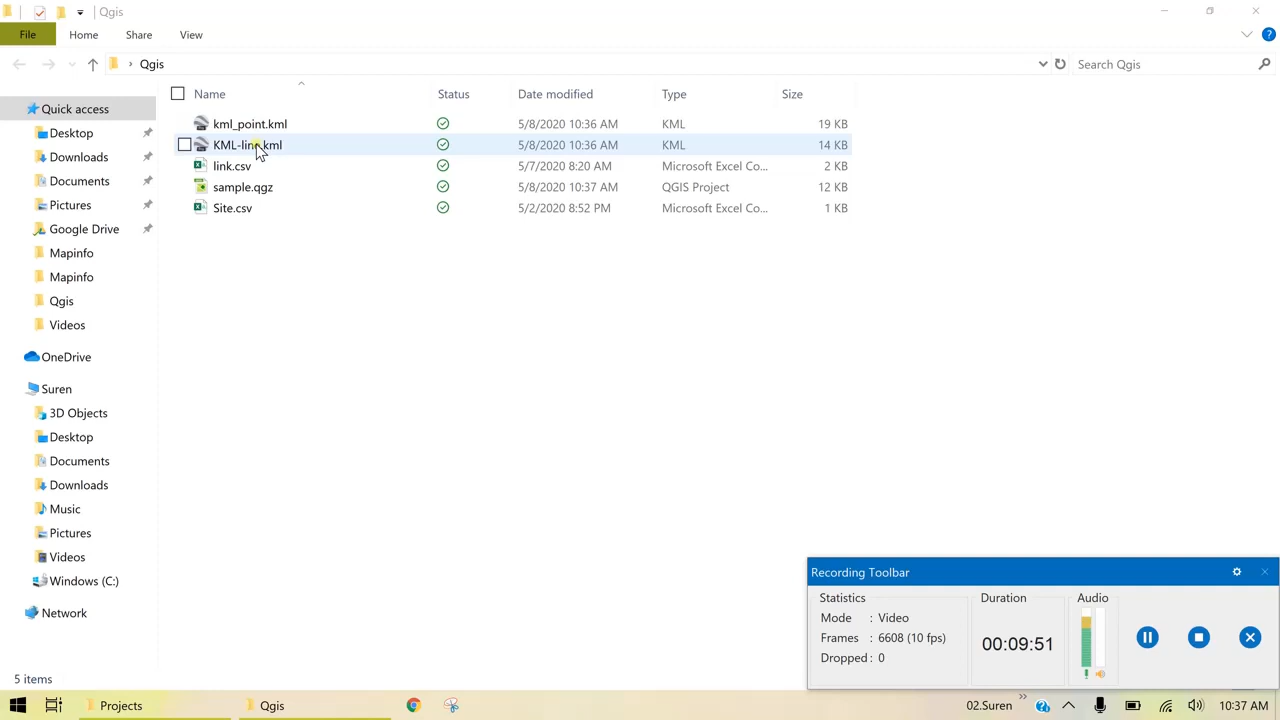 Qgis
File Home Share View
Qgis Search Qgis
Name Status Date modified Type Size
kml_point.kml 5/8/2020 10:36 AM KML 19 KB
KML-line.kml 5/8/2020 10:36 AM KML 14 KB
link.csv 5/7/2020 8:20 AM Microsoft Excel Co... 2 KB
sample.qgz 5/8/2020 10:37 AM QGIS Project 12 KB
Site.csv 5/2/2020 8:52 PM Microsoft Excel Co... 1 KB
Quick access
Desktop
Downloads
Documents
Pictures
Google Drive
Mapinfo
Mapinfo
Qgis
Videos
OneDrive
Suren
3D Objects
Desktop
Documents
Downloads
Music
Pictures
Videos
Windows (C:)
Network
5 items
Recording Toolbar
Statistics Duration Audio
Mode : Video
Frames : 6608 (10 fps)
Dropped : 0
00:09:51
Projects Qgis 02.Suren 10:37 AM